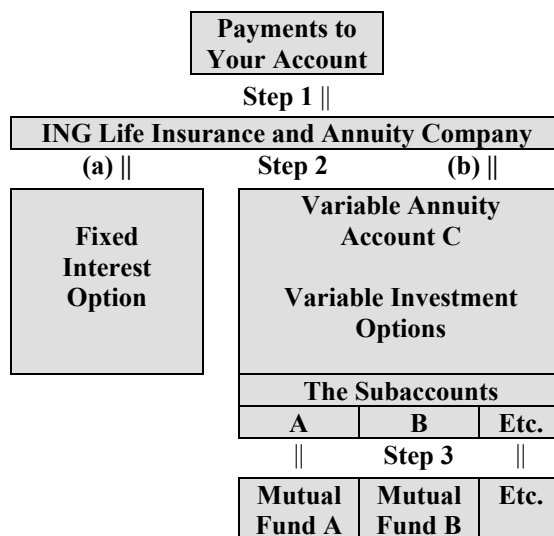 Payments to
Your Account
Step 1 ||
ING Life Insurance and Annuity Company
(a) || Step 2 (b) ||
Fixed
Interest
Option
Variable Annuity
Account C
Variable Investment
Options
The Subaccounts
A B Etc.
|| Step 3 ||
Mutual Mutual Etc.
Fund A Fund B